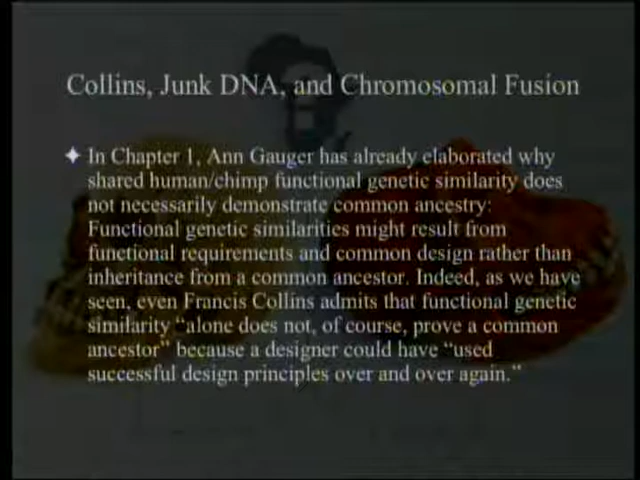 Collins, Junk DNA, and Chromosomal Fusion
In Chapter 1, Ann Gauger has already elaborated why
shared human/chimp functional genetic similarity does
not necessarily demonstrate common ancestry:
Functional genetic similarities might result from
functional requirements and common design rather than
inheritance from a common ancestor. Indeed, as we have
seen, even Francis Collins admits that functional genetic
similarity “alone does not, of course, prove a common
ancestor” because a designer could have “used
successful design principles over and over again.”